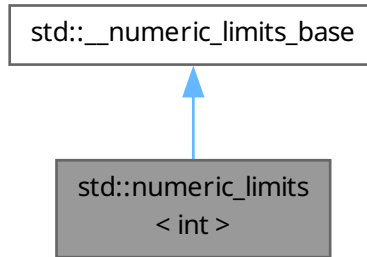 std::__numeric_limits_base
std::numeric_limits
< int >